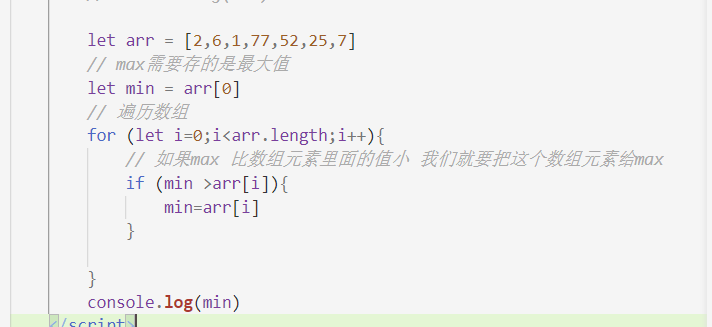 let arr = [2,6,1,77,52,25,7]
// max需要存的是最大值
let min = arr[0]
// 遍历数组
for (let i=0;i<arr.length;i++){
// 如果max 比数组元素里面的值小 我们就要把这个数组元素给max
if (min >arr[i]){
min=arr[i]
}
}
console.log(min)
</script>